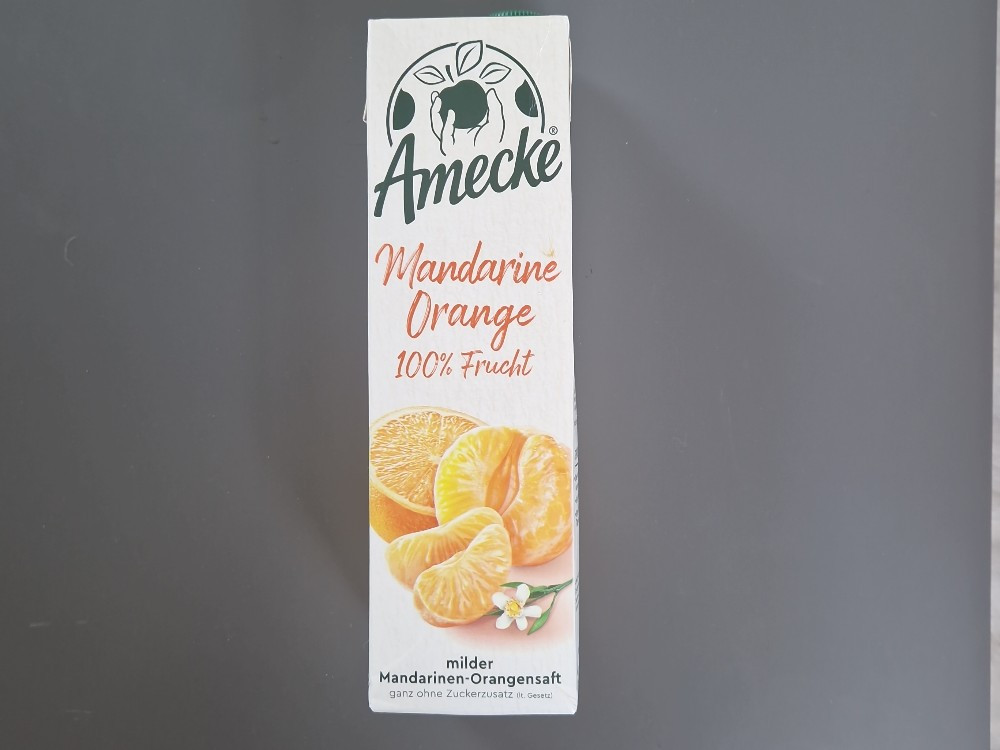 Amecke®
Mandarine
Orange
100% Frucht
milder
Mandarinen-Orangensaft
ganz ohne Zuckerzusatz (lt. Gesetz)